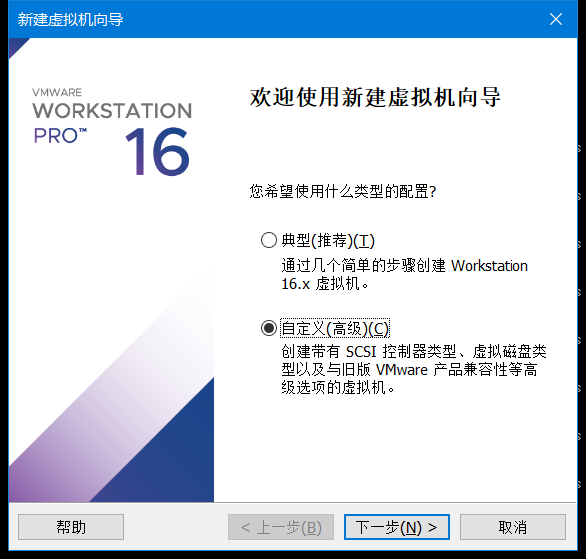 新建虚拟机向导
VMWARE
WORKSTATION
PRO™ 16
欢迎使用新建虚拟机向导
您希望使用什么类型的配置?
典型(推荐)(T)
通过几个简单的步骤创建 Workstation
16.x 虚拟机。
自定义(高级)(C)
创建带有 SCSI 控制器类型、虚拟磁盘类
型以及与旧版 VMware 产品兼容性等高
级选项的虚拟机。
帮助
< 上一步(B)
下一步(N) >
取消